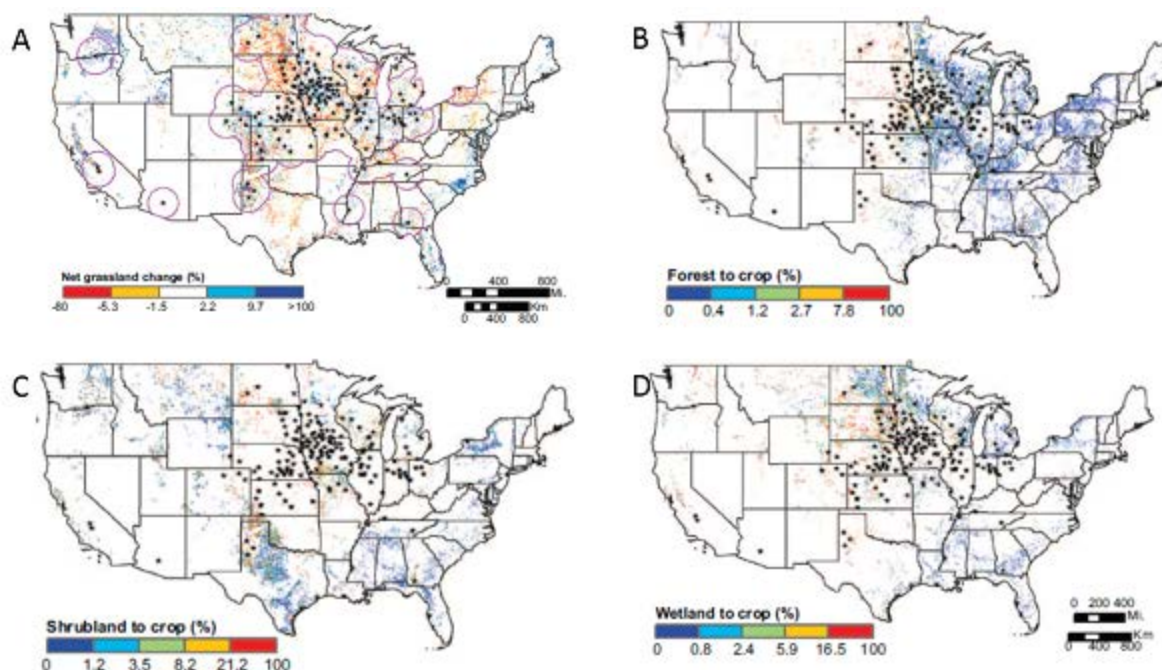 A
Net grassland change (%)
-80 -5.3 -1.5 2.2 9.7 >100
0 400 800
Mi.
Km
0 400 800
B
Forest to crop (%)
0 0.4 1.2 2.7 7.8 100
C
Shrubland to crop (%)
0 1.2 3.5 8.2 21.2 100
D
Wetland to crop (%)
0 0.8 2.4 5.9 16.5 100
0 200 400
Mi.
Km
0 400 800